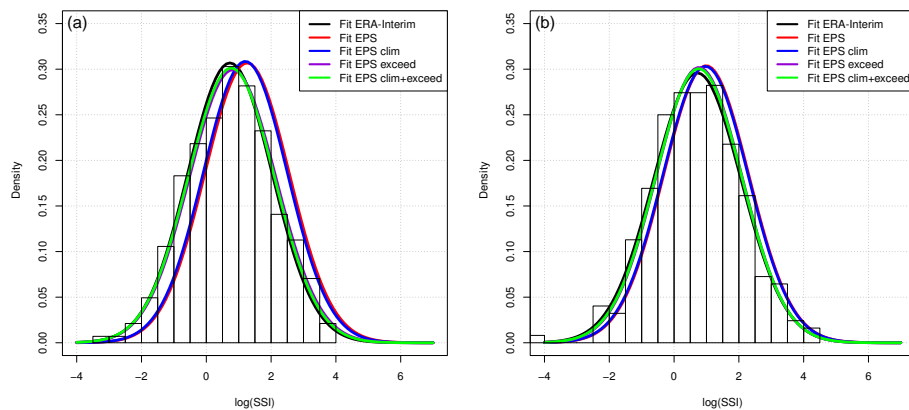 (a)
Fit ERA-Interim
Fit EPS
Fit EPS clim
Fit EPS exceed
Fit EPS clim+exceed
Density
0.00
0.05
0.10
0.15
0.20
0.25
0.30
0.35
-4
-2
0
2
4
6
log(SSI)
(b)
Fit ERA-Interim
Fit EPS
Fit EPS clim
Fit EPS exceed
Fit EPS clim+exceed
Density
0.00
0.05
0.10
0.15
0.20
0.25
0.30
0.35
-4
-2
0
2
4
6
log(SSI)